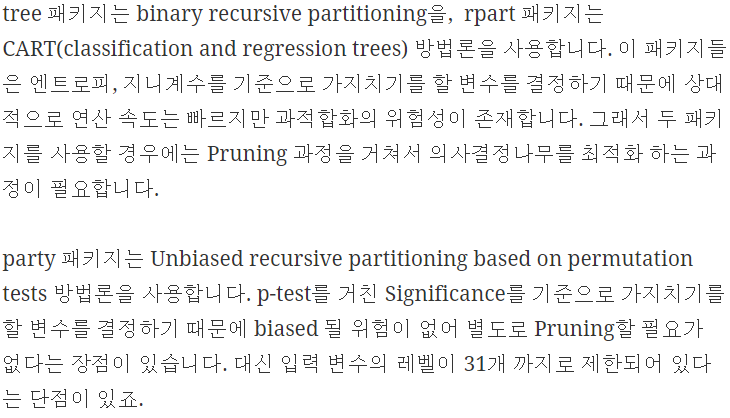 tree 패키지는 binary recursive partitioning을, rpart 패키지는
CART(classification and regression trees) 방법론을 사용합니다. 이 패키지들
은 엔트로피, 지니계수를 기준으로 가지치기를 할 변수를 결정하기 때문에 상대
적으로 연산 속도는 빠르지만 과적합화의 위험성이 존재합니다. 그래서 두 패키
지를 사용할 경우에는 Pruning 과정을 거쳐서 의사결정나무를 최적화 하는 과
정이 필요합니다.
party 패키지는 Unbiased recursive partitioning based on permutation
tests 방법론을 사용합니다. p-test를 거친 Significance를 기준으로 가지치기를
할 변수를 결정하기 때문에 biased 될 위험이 없어 별도로 Pruning할 필요가
없다는 장점이 있습니다. 대신 입력 변수의 레벨이 31개 까지로 제한되어 있다
는 단점이 있죠.